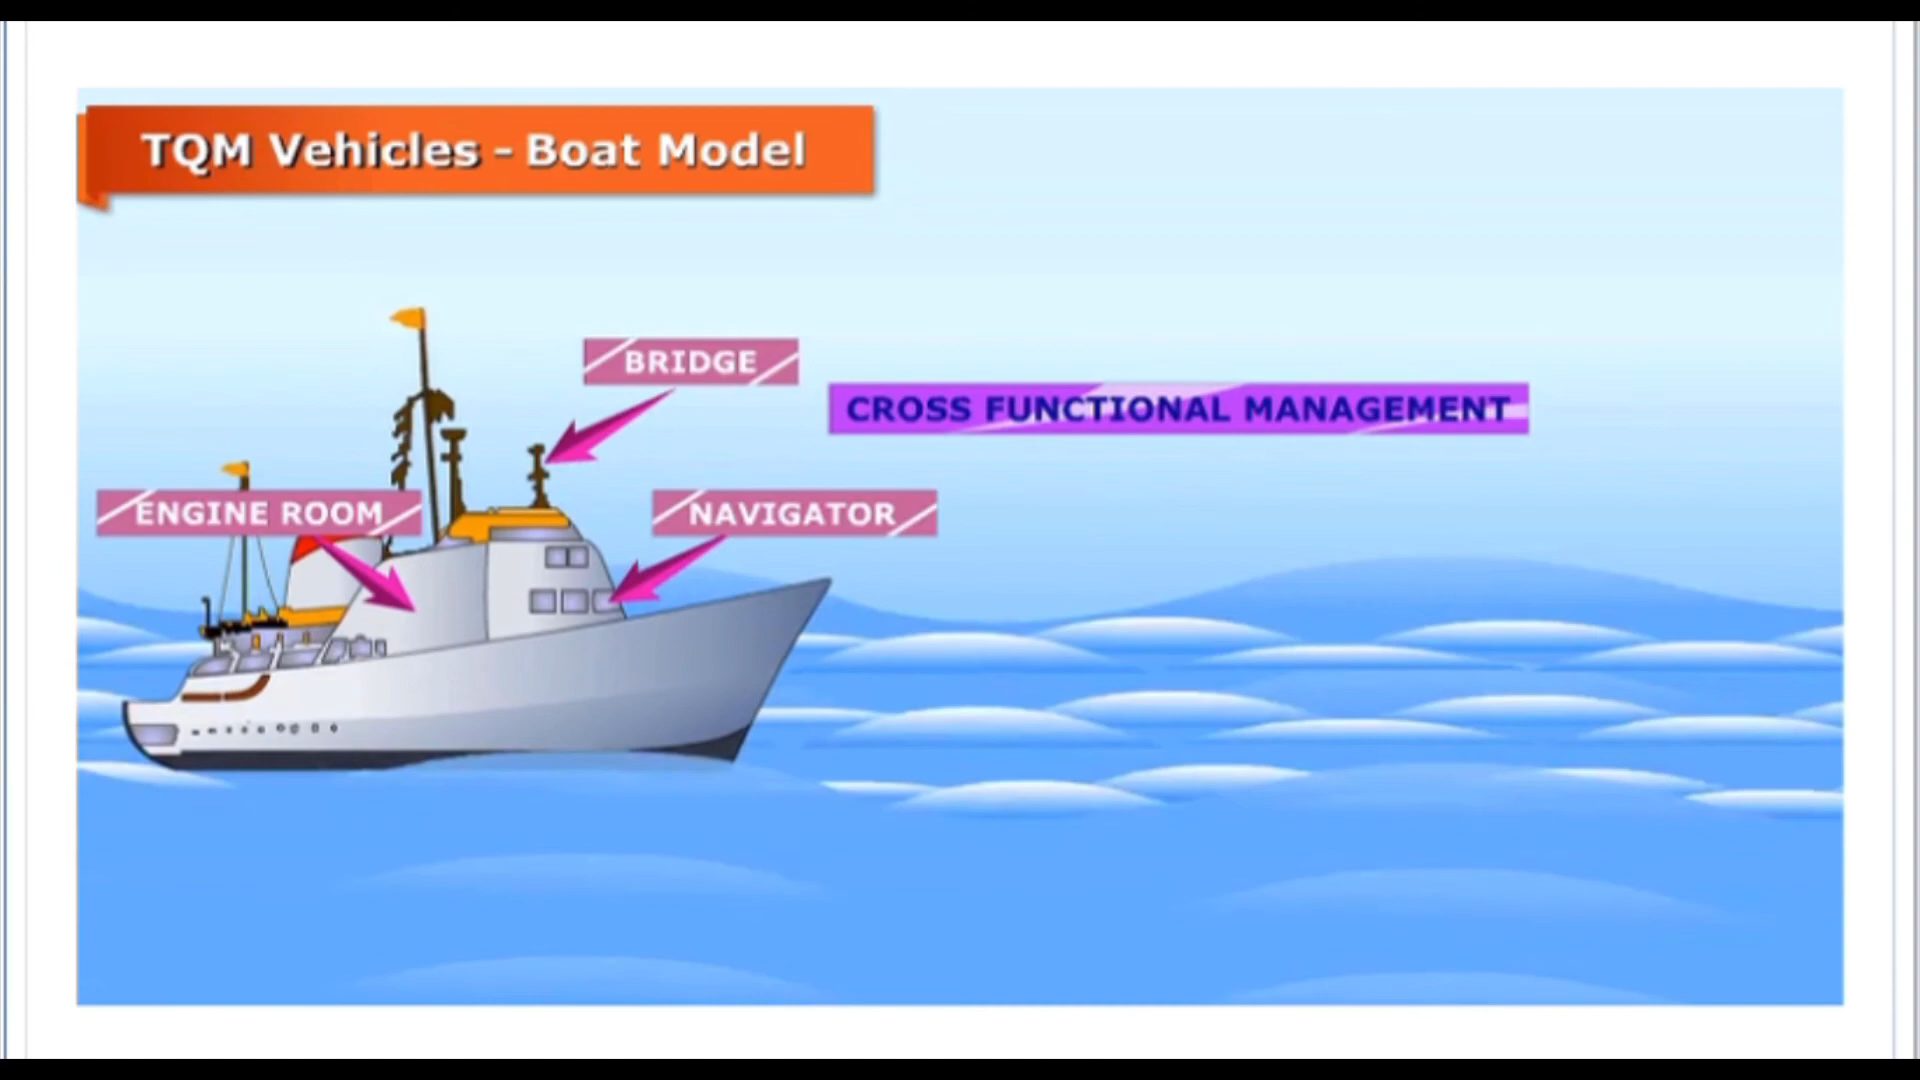 TQM Vehicles - Boat Model
BRIDGE
CROSS FUNCTIONAL MANAGEMENT
ENGINE ROOM
NAVIGATOR